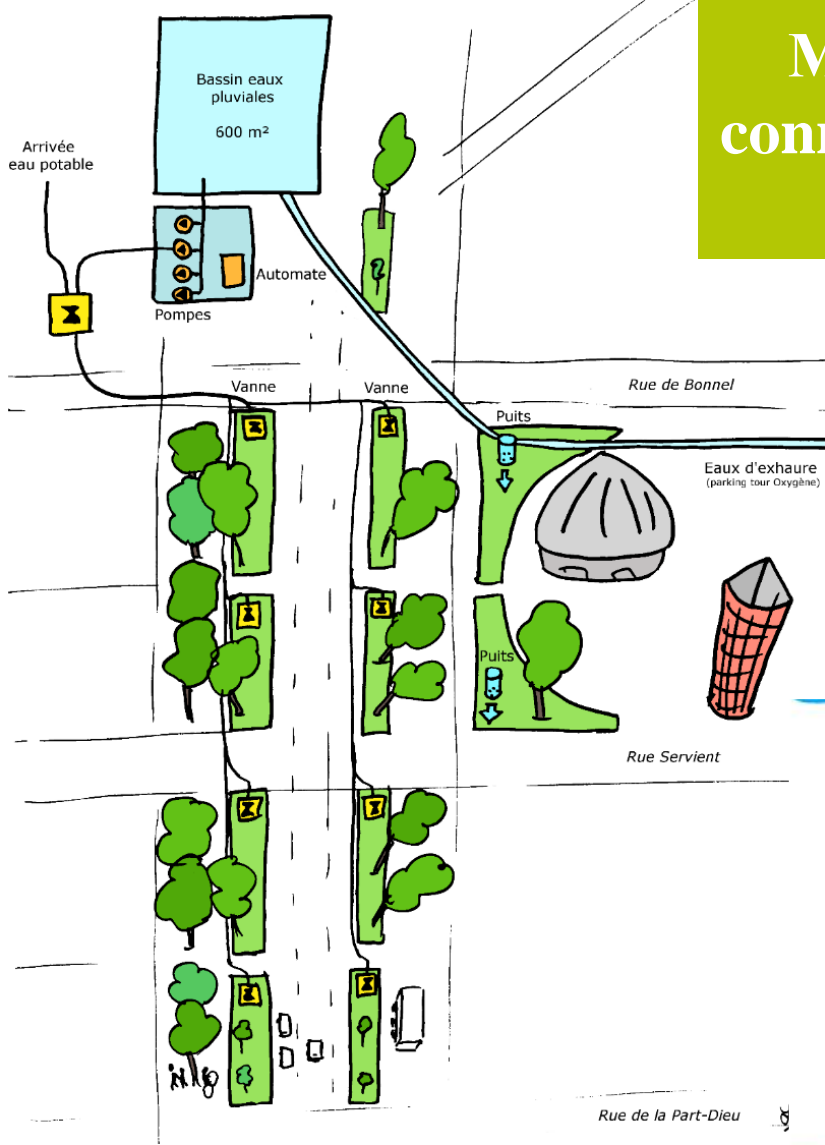 M
conn
Bassin eaux
pluviales
600 m²
Arrivée
eau potable
Automate
Pompes
Vanne
Vanne
Rue de Bonnel
Puits
Eaux d'exhaure
(parking tour Oxygène)
Puits
Rue Servient
Rue de la Part-Dieu